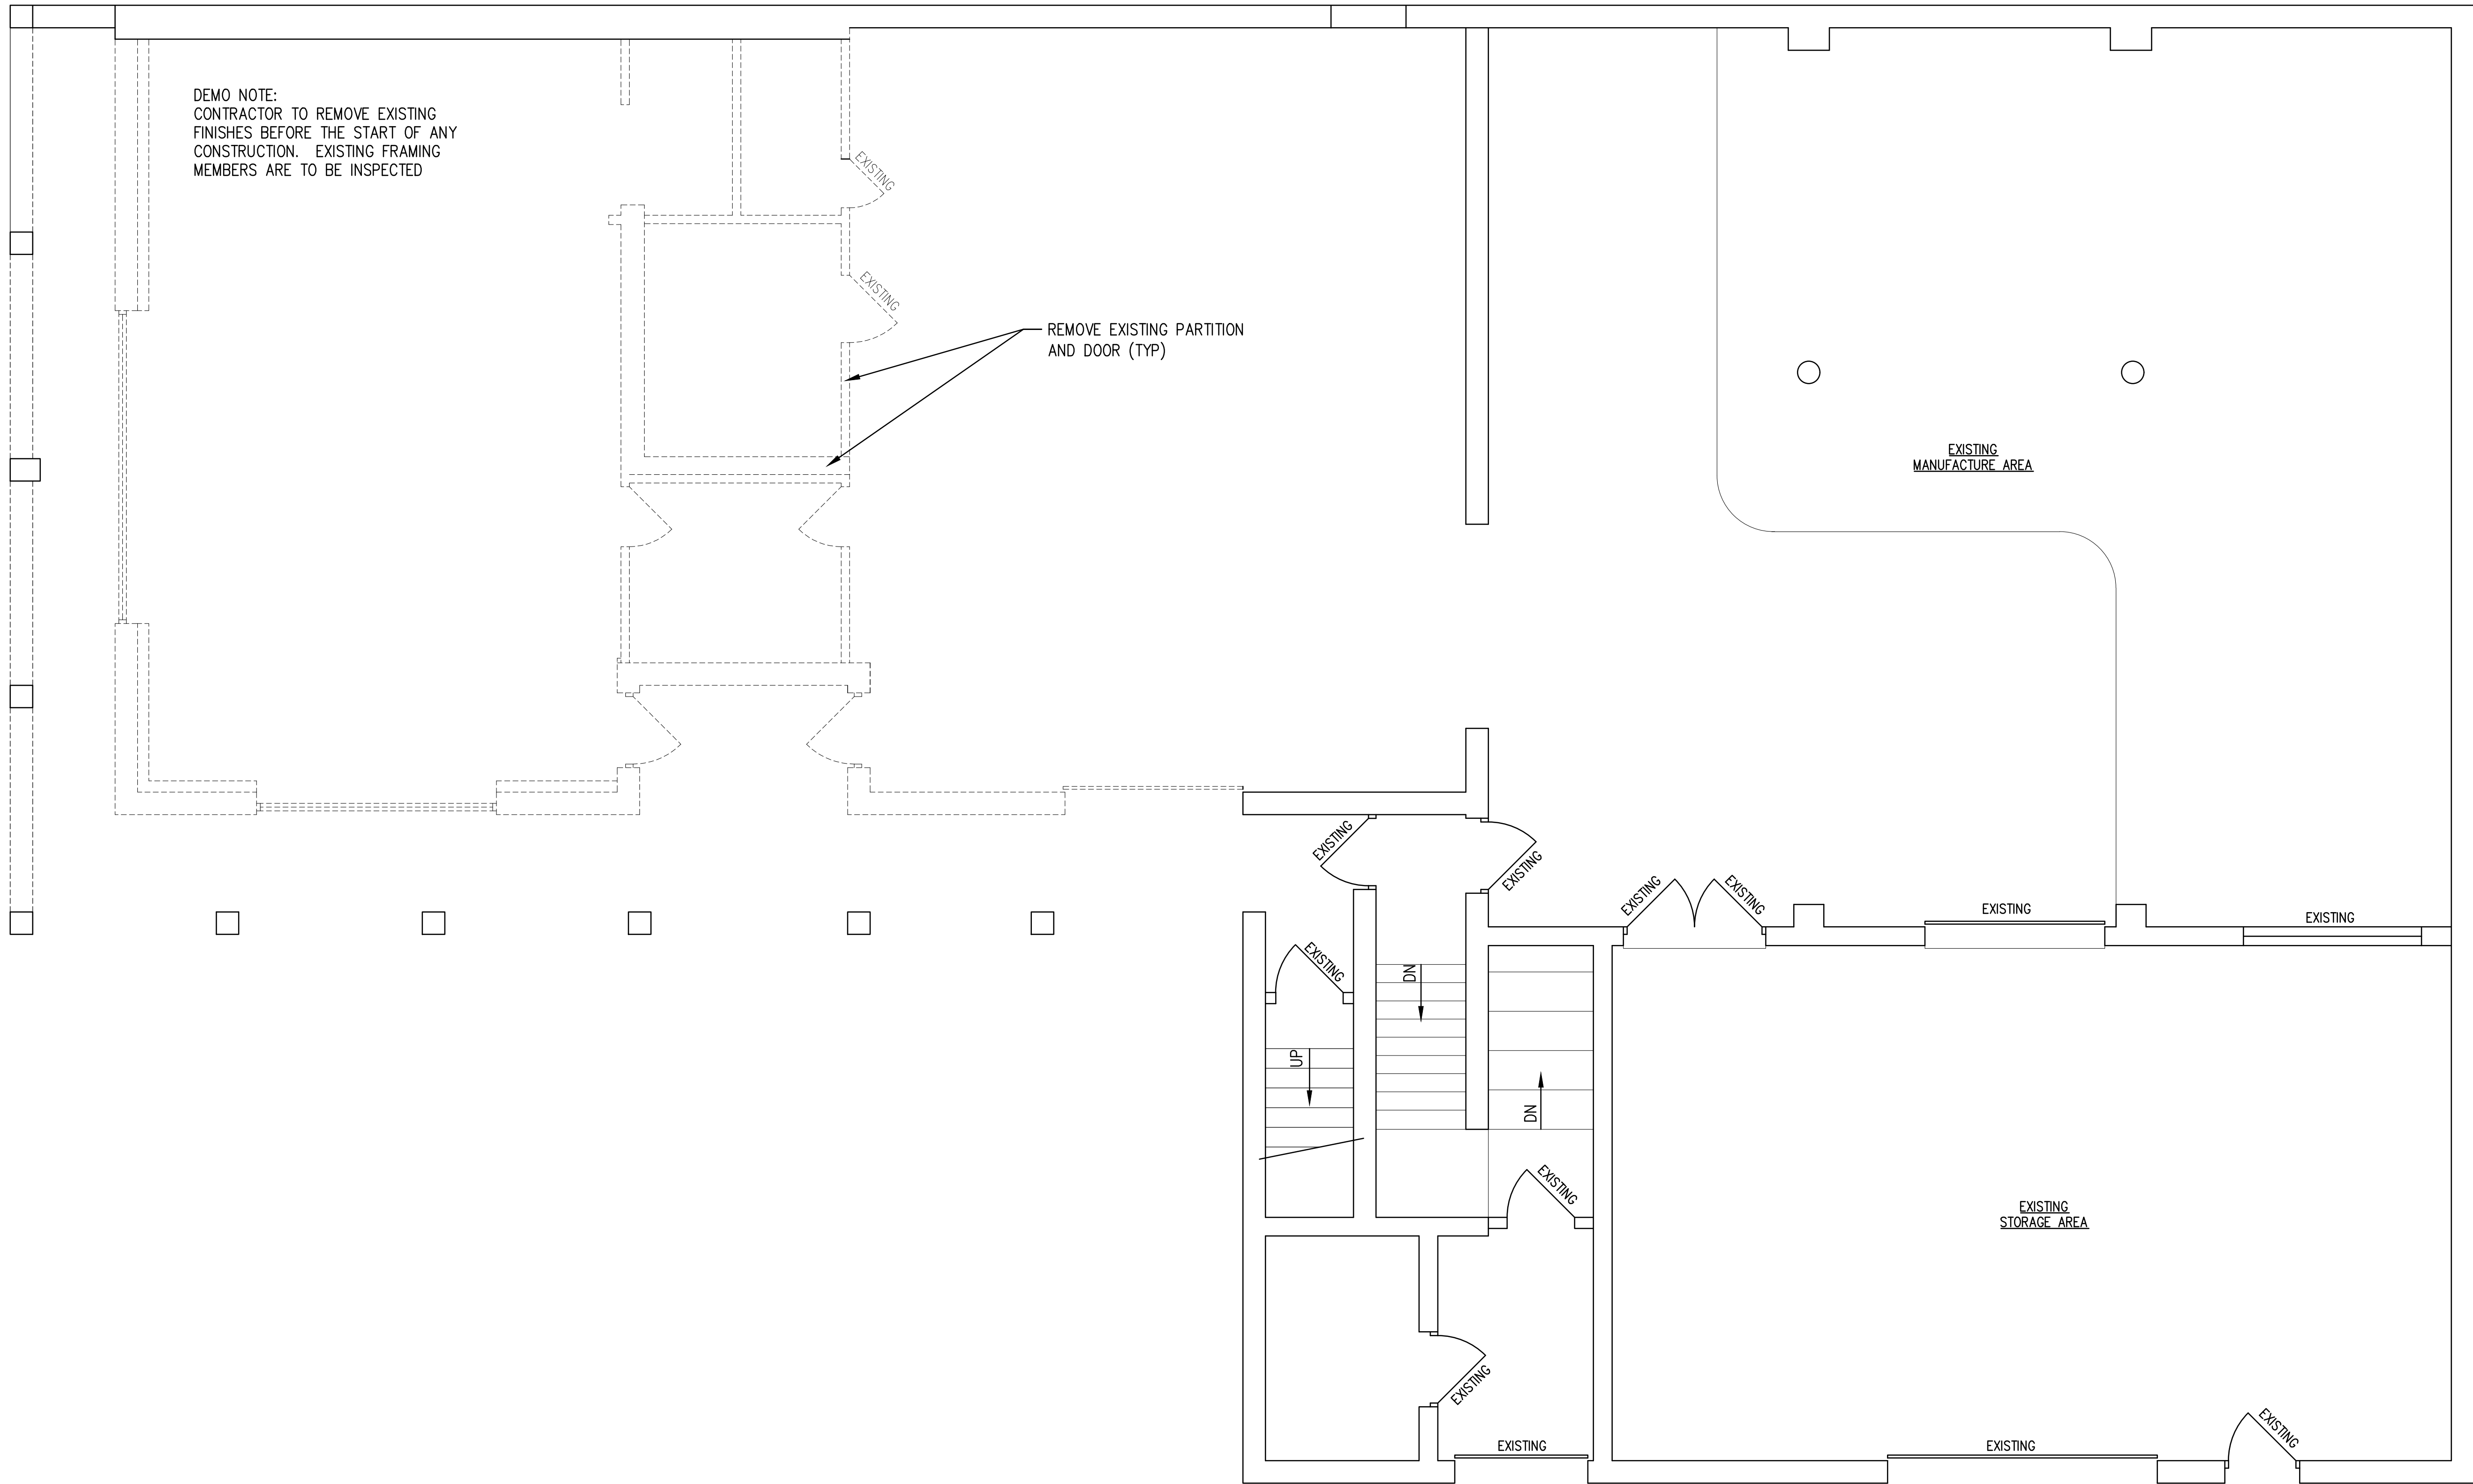 DEMO NOTE:
CONTRACTOR TO REMOVE EXISTING
FINISHES BEFORE THE START OF ANY
CONSTRUCTION. EXISTING FRAMING
MEMBERS ARE TO BE INSPECTED
EXISTING
EXISTING
REMOVE EXISTING PARTITION
AND DOOR (TYP)
EXISTING
MANUFACTURE AREA
EXISTING
EXISTING
EXISTING
EXISTING
EXISTING
EXISTING
EXISTING
DN
UP
DN
EXISTING
EXISTING
STORAGE AREA
EXISTING
EXISTING
EXISTING
EXISTING